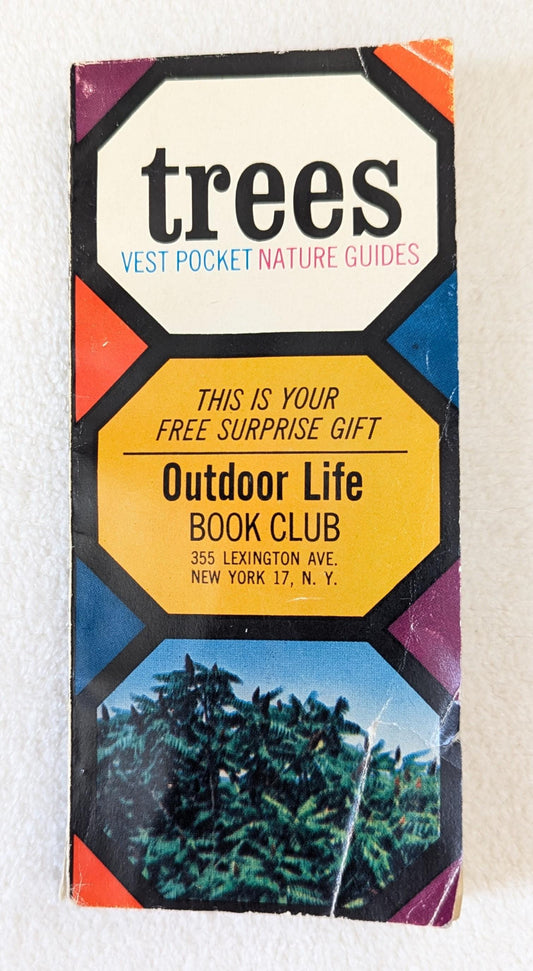 trees
VEST POCKET NATURE GUIDES
THIS IS YOUR
FREE SURPRISE GIFT
Outdoor Life
BOOK CLUB
355 LEXINGTON AVE.
NEW YORK 17, N. Y.